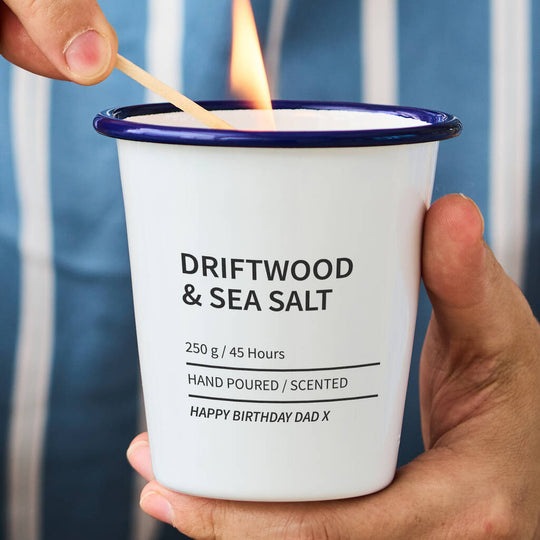 DRIFTWOOD
& SEA SALT
250 g / 45 Hours
HAND POURED / SCENTED
HAPPY BIRTHDAY DAD X